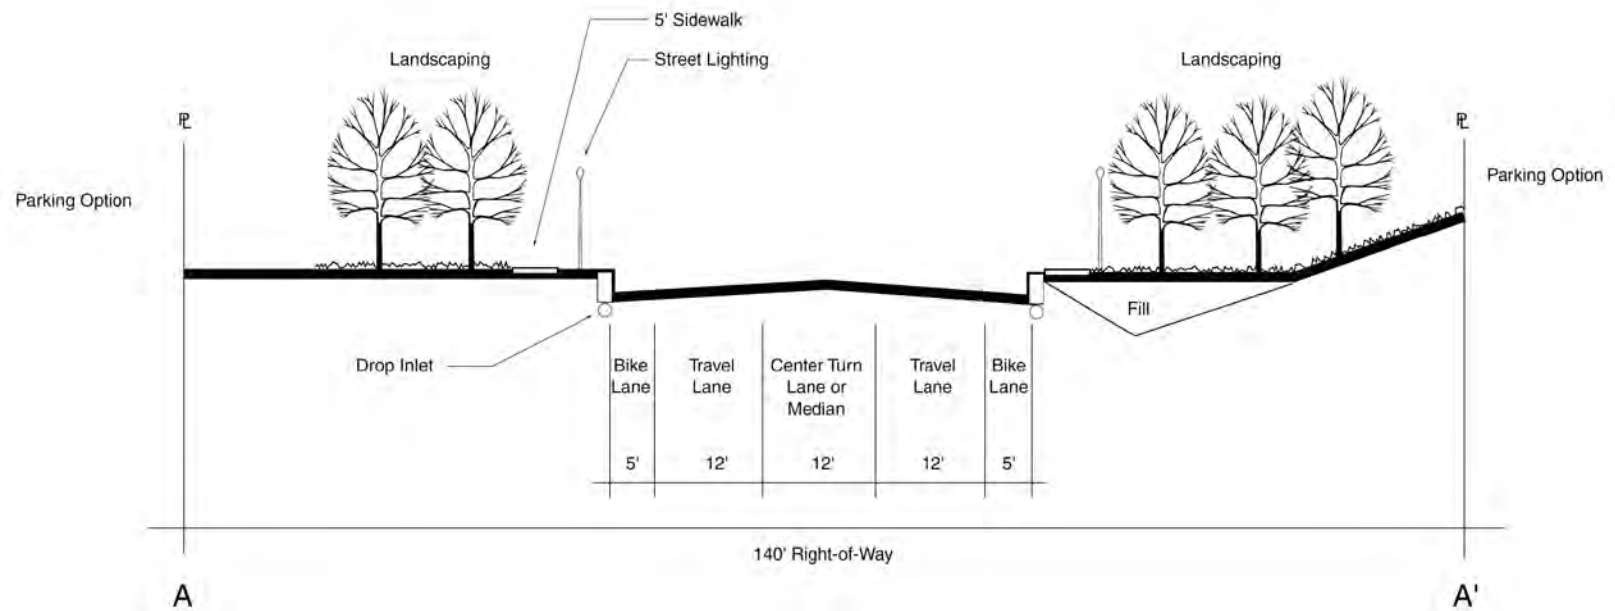 5' Sidewalk
Landscaping
Street Lighting
Landscaping
PL
PL
Parking Option
Parking Option
Fill
Drop Inlet
Bike
Lane
Travel
Lane
Center Turn
Lane or
Median
Travel
Lane
Bike
Lane
5'
12'
12'
12'
5'
140' Right-of-Way
A
A'